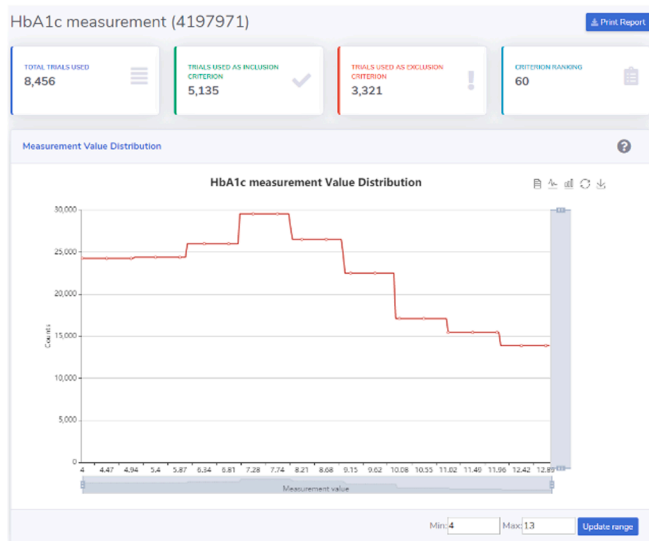 HbA1c measurement (4197971)
Print Report
TOTAL TRIALS USED
8,456
TRIALS USED AS INCLUSION
CRITERION
5,135
TRIALS USED AS EXCLUSION
CRITERION
3,321
CRITERION RANKING
60
Measurement Value Distribution
HbA1c measurement Value Distribution
30,000
25,000
20,000
15,000
10,000
5,000
0
Counts
4 4.47 4.94 5.4 5.87 6.34 6.81 7.28 7.74 8.21 8.68 9.15 9.62 10.08 10.55 11.02 11.49 11.96 12.42 12.89
Measurement value
Min: 4 Max: 13 Update range